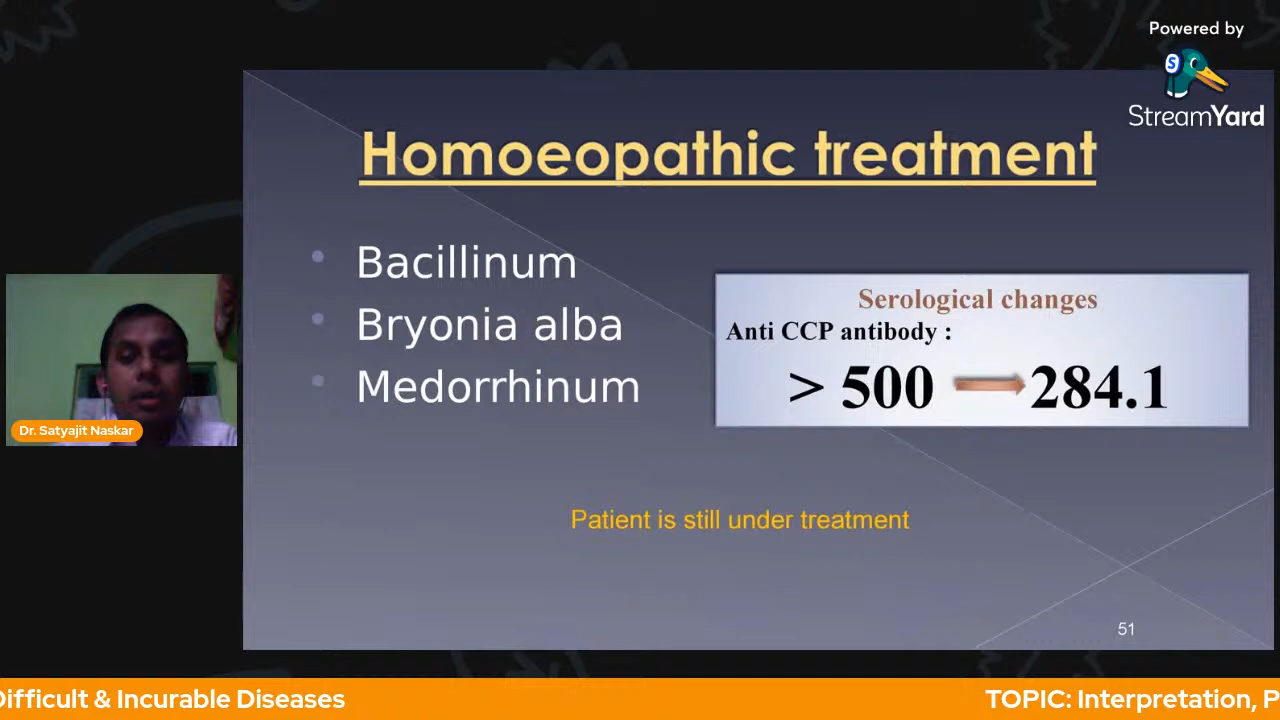 Powered by
StreamYard
Homoeopathic treatment
• Bacillinum
• Bryonia alba
• Medorrhinum
Serological changes
Anti CCP antibody :
> 500 284.1
Patient is still under treatment
51
Dr. Satyajit Naskar
Difficult & Incurable Diseases
TOPIC: Interpretation, P